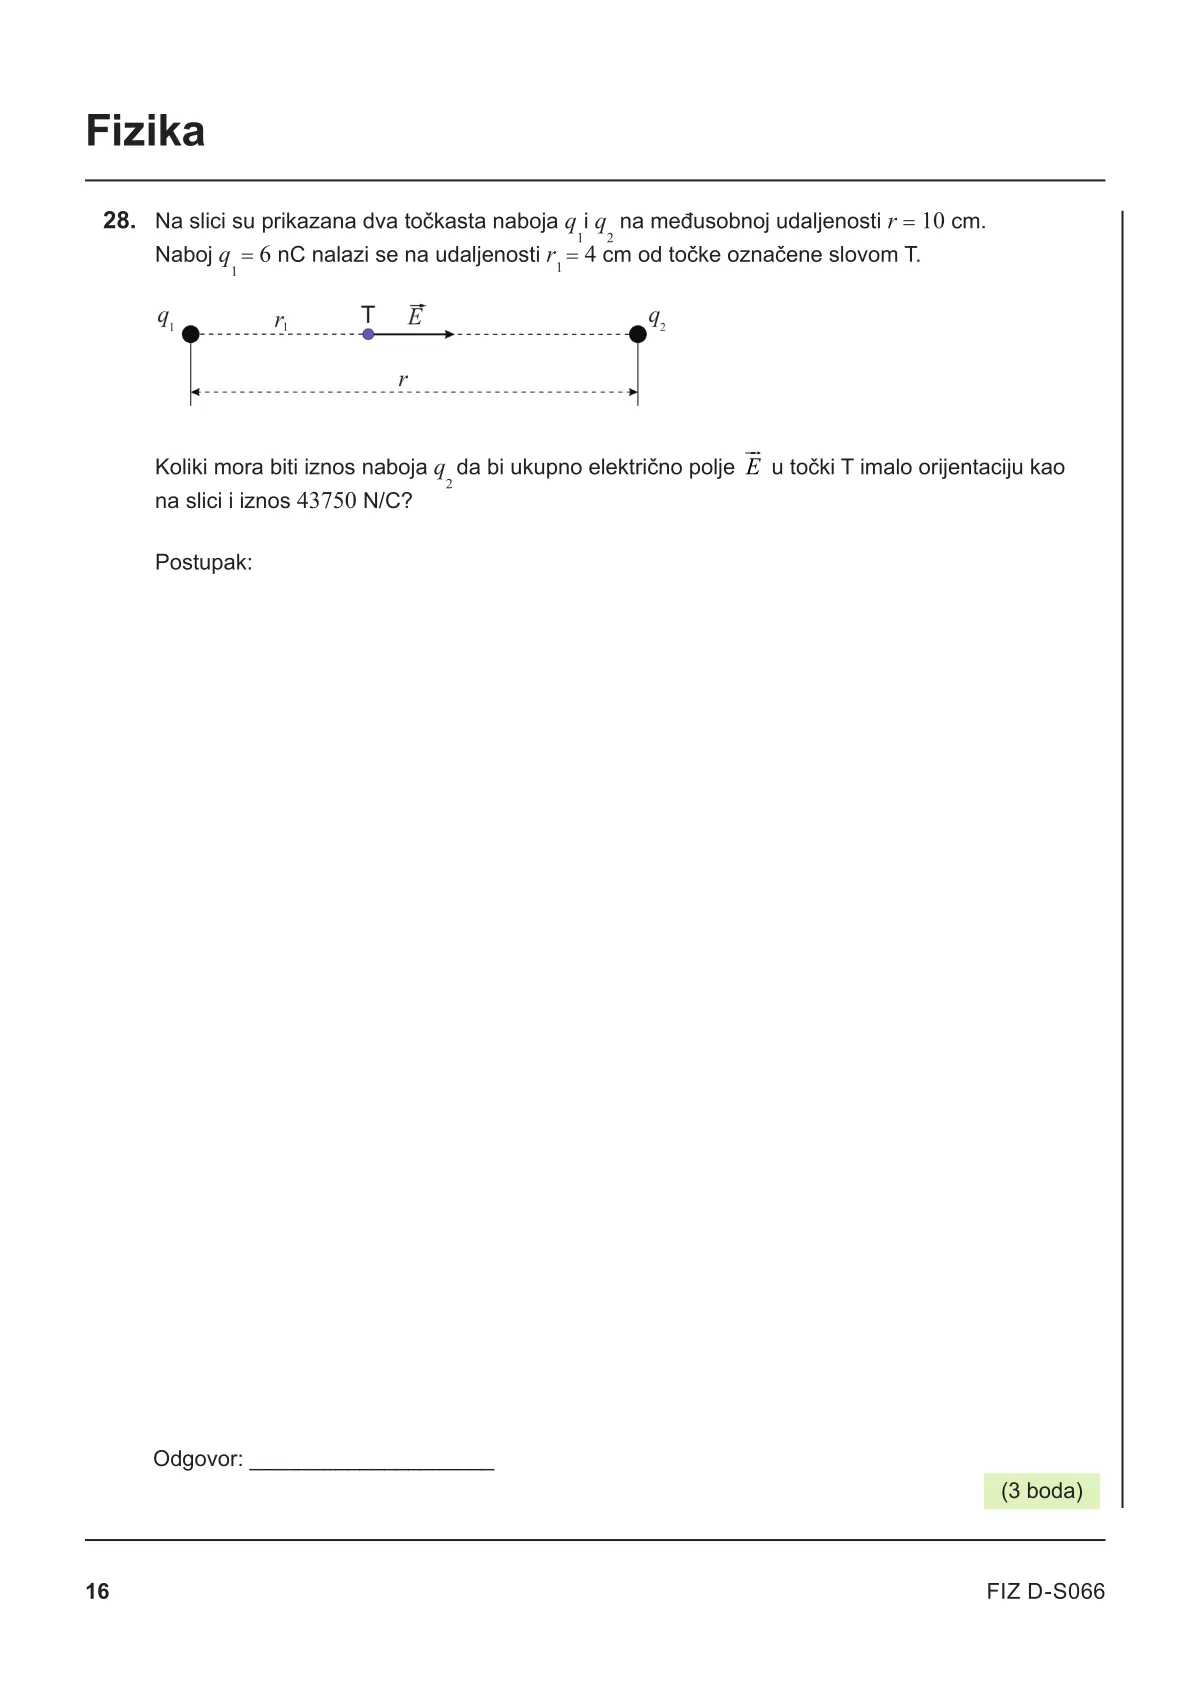 Fizika
28. Na slici su prikazana dva točkasta naboja q₁ i q₂ na međusobnoj udaljenosti r = 10 cm.
Naboj q₁ = 6 nC nalazi se na udaljenosti r₁ = 4 cm od točke označene slovom T.
q₁ r₁ T E⃗ q₂
r
Koliki mora biti iznos naboja q₂ da bi ukupno električno polje E⃗ u točki T imalo orijentaciju kao
na slici i iznos 43750 N/C?
Postupak:
Odgovor: ____________________
(3 boda)
16 FIZ D-S066